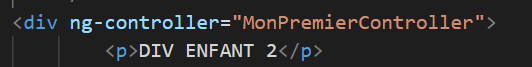 <div ng-controller="MonPremierController">
<p>DIV ENFANT 2</p>